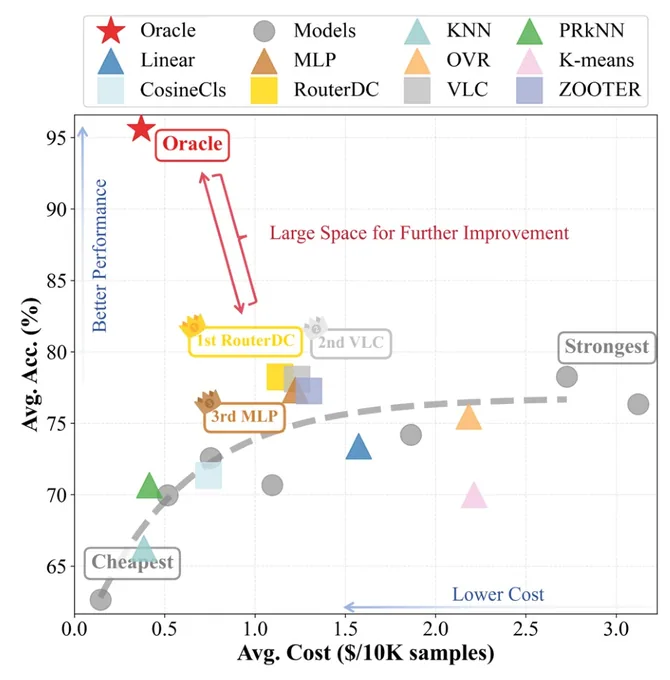 Oracle Models KNN PRkNN
Linear MLP OVR K-means
CosineCls RouterDC VLC ZOOTER
95
Oracle
90
Better Performance
Large Space for Further Improvement
85
1st RouterDC
2nd VLC
80
Strongest
3rd MLP
75
70
Cheapest
65
Lower Cost
Avg. Acc. (%)
0.0 0.5 1.0 1.5 2.0 2.5 3.0
Avg. Cost ($/10K samples)